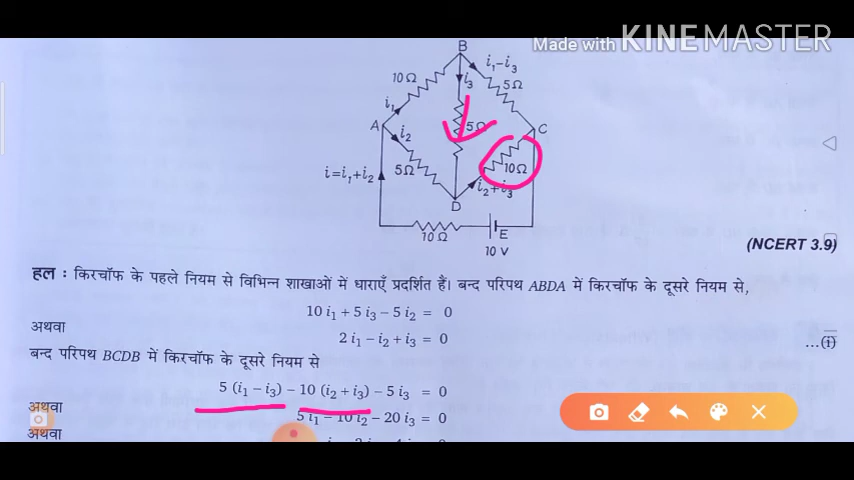 Made with KINEMASTER
B
i₁–i₃
10Ω
i₃
5Ω
i₁
A
5Ω
C
i₂
5Ω
10Ω
i=i₁+i₂
i₂+i₃
D
10Ω
E
10 V
(NCERT 3.9)
हल : किरचॉफ के पहले नियम से विभिन्न शाखाओं में धाराएँ प्रदर्शित हैं। बन्द परिपथ ABDA में किरचॉफ के दूसरे नियम से,
10 i₁ + 5 i₃ – 5 i₂ = 0
अथवा 2 i₁ – i₂ + i₃ = 0 ...(i)
बन्द परिपथ BCDB में किरचॉफ के दूसरे नियम से
5 (i₁ – i₃) – 10 (i₂ + i₃) – 5 i₃ = 0
अथवा 5 i₁ – 10 i₂ – 20 i₃ = 0
अथवा